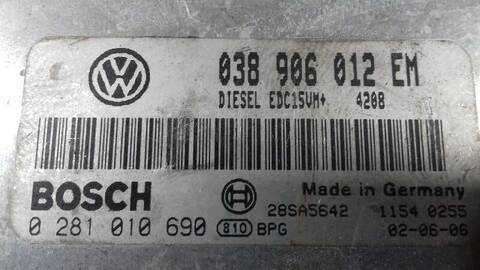 038 906 012 EM
DIESEL EDC15VM+ 4208
BOSCH
Made in Germany
0 281 010 690 810 BPG
28SA5642 1154 0255
02-06-06